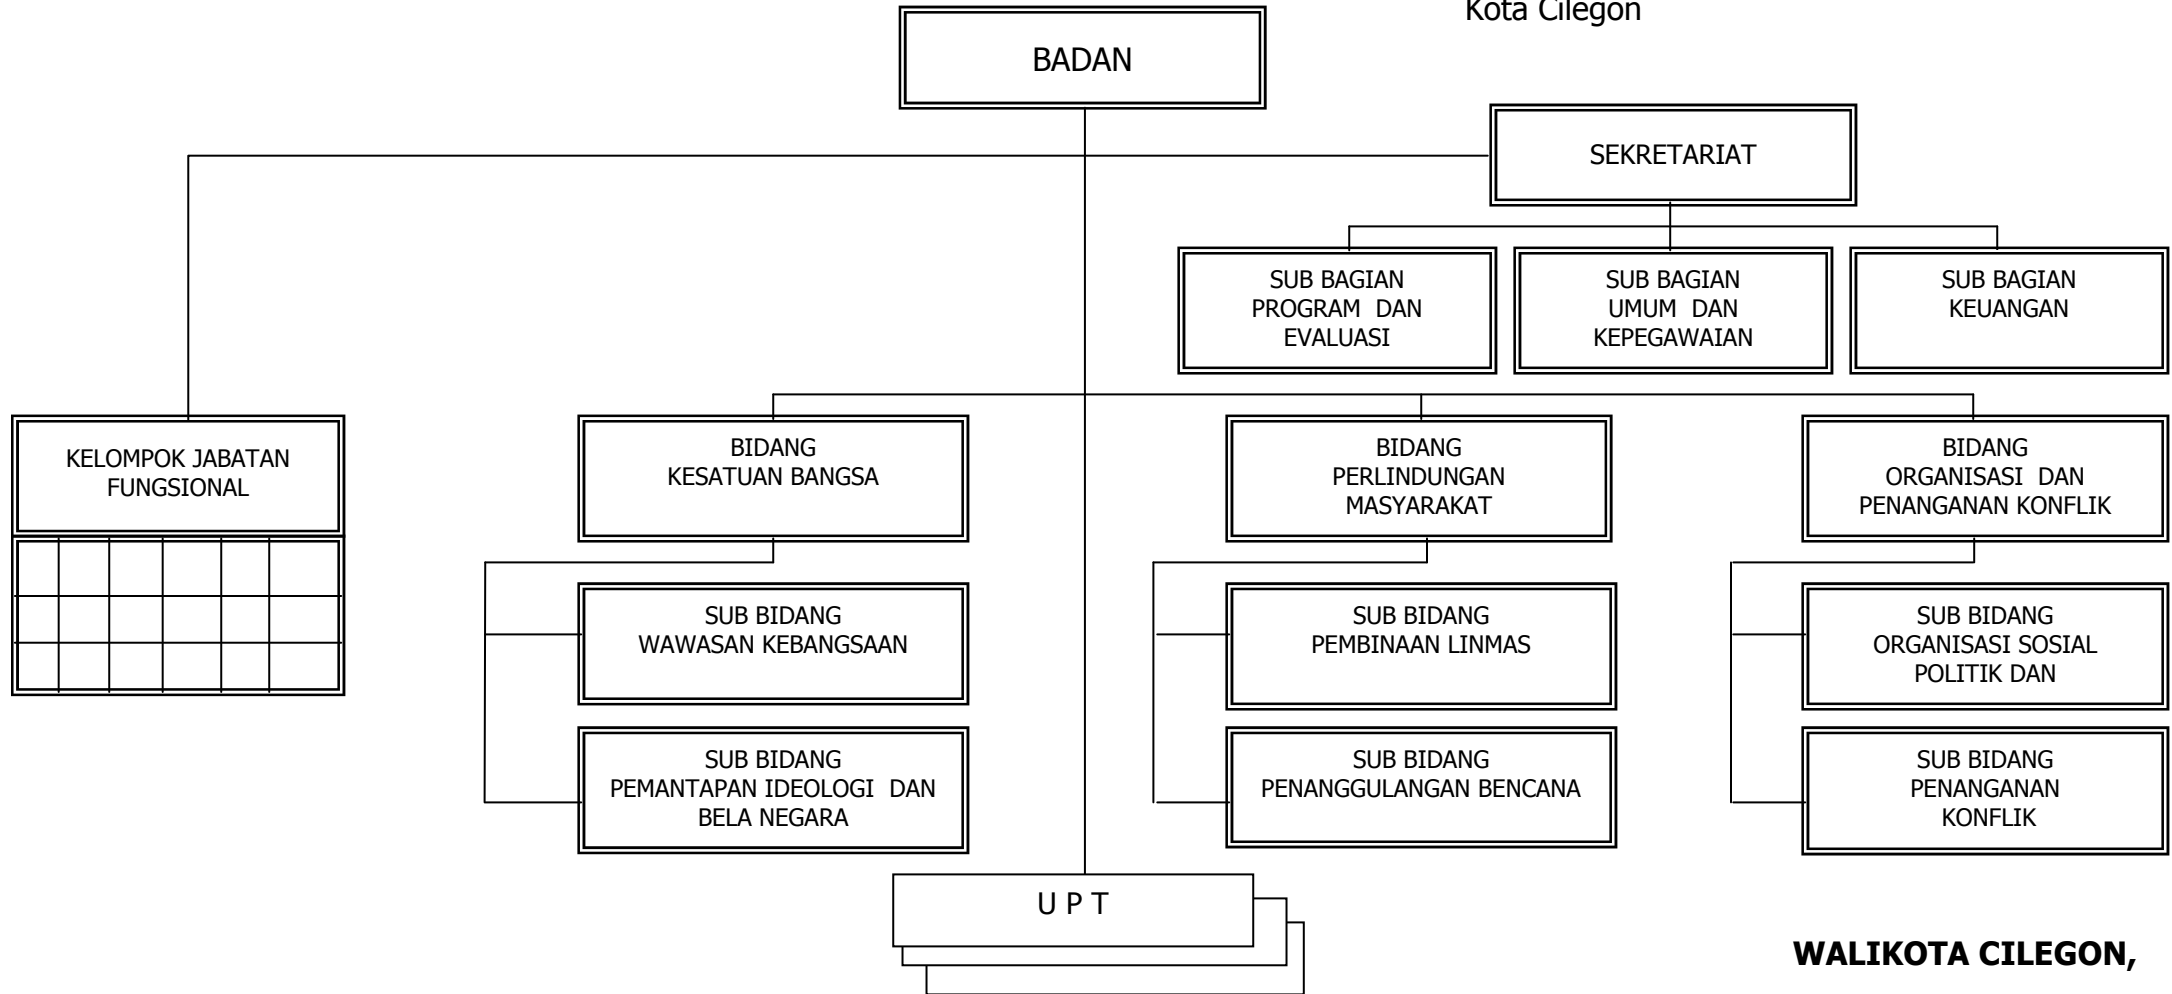 Kota Cilegon
BADAN
SEKRETARIAT
SUB BAGIAN
PROGRAM DAN
EVALUASI
SUB BAGIAN
UMUM DAN
KEPEGAWAIAN
SUB BAGIAN
KEUANGAN
KELOMPOK JABATAN
FUNGSIONAL
BIDANG
KESATUAN BANGSA
BIDANG
PERLINDUNGAN
MASYARAKAT
BIDANG
ORGANISASI DAN
PENANGANAN KONFLIK
SUB BIDANG
WAWASAN KEBANGSAAN
SUB BIDANG
PEMBINAAN LINMAS
SUB BIDANG
ORGANISASI SOSIAL
POLITIK DAN
SUB BIDANG
PEMANTAPAN IDEOLOGI DAN
BELA NEGARA
SUB BIDANG
PENANGGULANGAN BENCANA
SUB BIDANG
PENANGANAN
KONFLIK
U P T
WALIKOTA CILEGON,